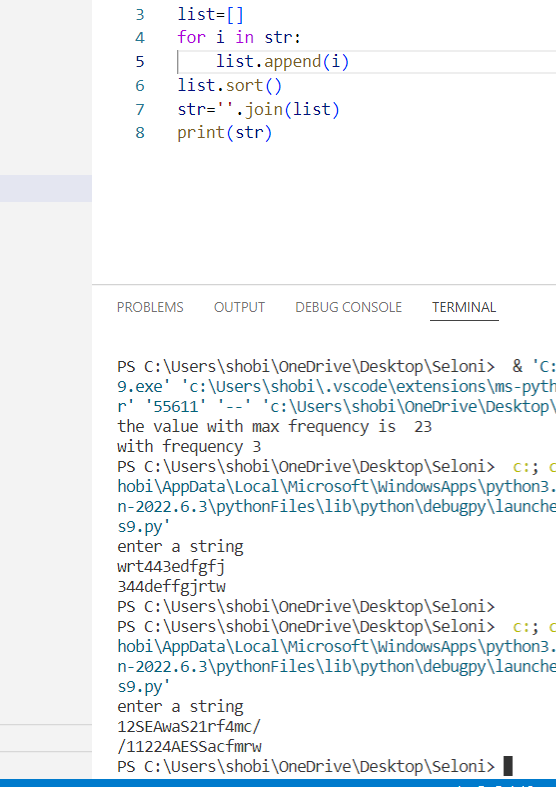 3 list=[]
4 for i in str:
5 list.append(i)
6 list.sort()
7 str=''.join(list)
8 print(str)
PROBLEMS OUTPUT DEBUG CONSOLE TERMINAL
PS C:\Users\shobi\OneDrive\Desktop\Seloni> & 'C:
9.exe' 'c:\Users\shobi\.vscode\extensions\ms-pyth
r' '55611' '--' 'c:\Users\shobi\OneDrive\Desktop\
the value with max frequency is 23
with frequency 3
PS C:\Users\shobi\OneDrive\Desktop\Seloni> c:; c
hobi\AppData\Local\Microsoft\WindowsApps\python3.
n-2022.6.3\pythonFiles\lib\python\debugpy\launche
s9.py'
enter a string
wrt443edfgfj
344deffgjrtw
PS C:\Users\shobi\OneDrive\Desktop\Seloni>
PS C:\Users\shobi\OneDrive\Desktop\Seloni> c:; c
hobi\AppData\Local\Microsoft\WindowsApps\python3.
n-2022.6.3\pythonFiles\lib\python\debugpy\launche
s9.py'
enter a string
12SEAwaS21rf4mc/
/11224AESSacfmrw
PS C:\Users\shobi\OneDrive\Desktop\Seloni>